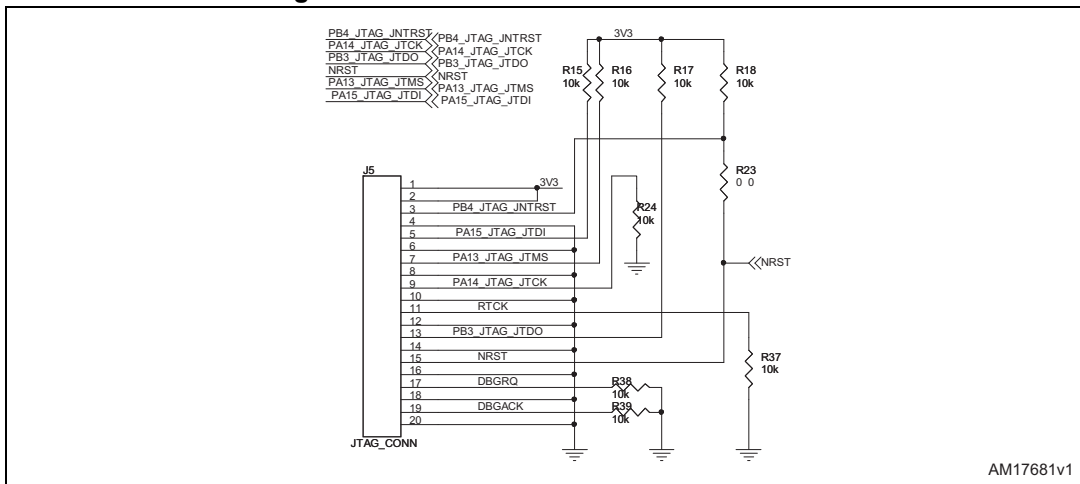 g
PB4_JTAG_JNTRST PB4_JTAG_JNTRST
PA14_JTAG_JTCK PA14_JTAG_JTCK
PB3_JTAG_JTDO PB3_JTAG_JTDO
NRST NRST
PA13_JTAG_JTMS PA13_JTAG_JTMS
PA15_JTAG_JTDI PA15_JTAG_JTDI
3V3
R15 10k
R16 10k
R17 10k
R18 10k
R23 0 0
J5
1 3V3
2
3 PB4_JTAG_JNTRST
4
5 PA15_JTAG_JTDI
6
7 PA13_JTAG_JTMS
8
9 PA14_JTAG_JTCK
10
11 RTCK
12
13 PB3_JTAG_JTDO
14
15 NRST
16
17 DBGRQ
18
19 DBGACK
20
JTAG_CONN
R24 10k
NRST
R37 10k
R38 10k
R39 10k
AM17681v1